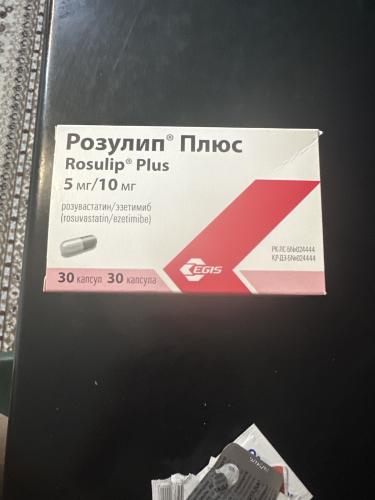 Розулип® Плюс
Rosulip® Plus
5 мг/10 мг
розувастатин/эзетимиб
(rosuvastatin/ezetimibe)
EGIS
РК-ЛС-5№024444
ҚР-ДЗ-5№024444
30 капсул 30 капсула